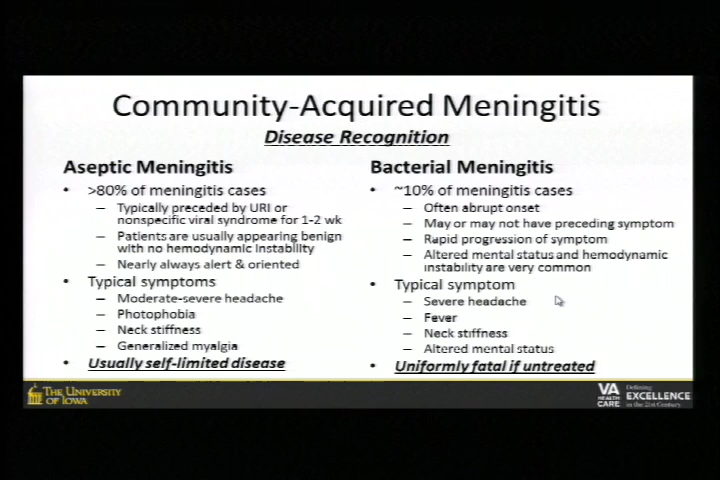 Community-Acquired Meningitis
Disease Recognition
Aseptic Meningitis
• >80% of meningitis cases
– Typically preceded by URI or
nonspecific viral syndrome for 1-2 wk
– Patients are usually appearing benign
with no hemodynamic instability
– Nearly always alert & oriented
• Typical symptoms
– Moderate-severe headache
– Photophobia
– Neck stiffness
– Generalized myalgia
• Usually self-limited disease
Bacterial Meningitis
• ~10% of meningitis cases
– Often abrupt onset
– May or may not have preceding symptom
– Rapid progression of symptom
– Altered mental status and hemodynamic
instability are very common
• Typical symptom
– Severe headache
– Fever
– Neck stiffness
– Altered mental status
• Uniformly fatal if untreated
THE UNIVERSITY
OF IOWA
VA
HEALTH
CARE
Defining
EXCELLENCE
in the 21st Century